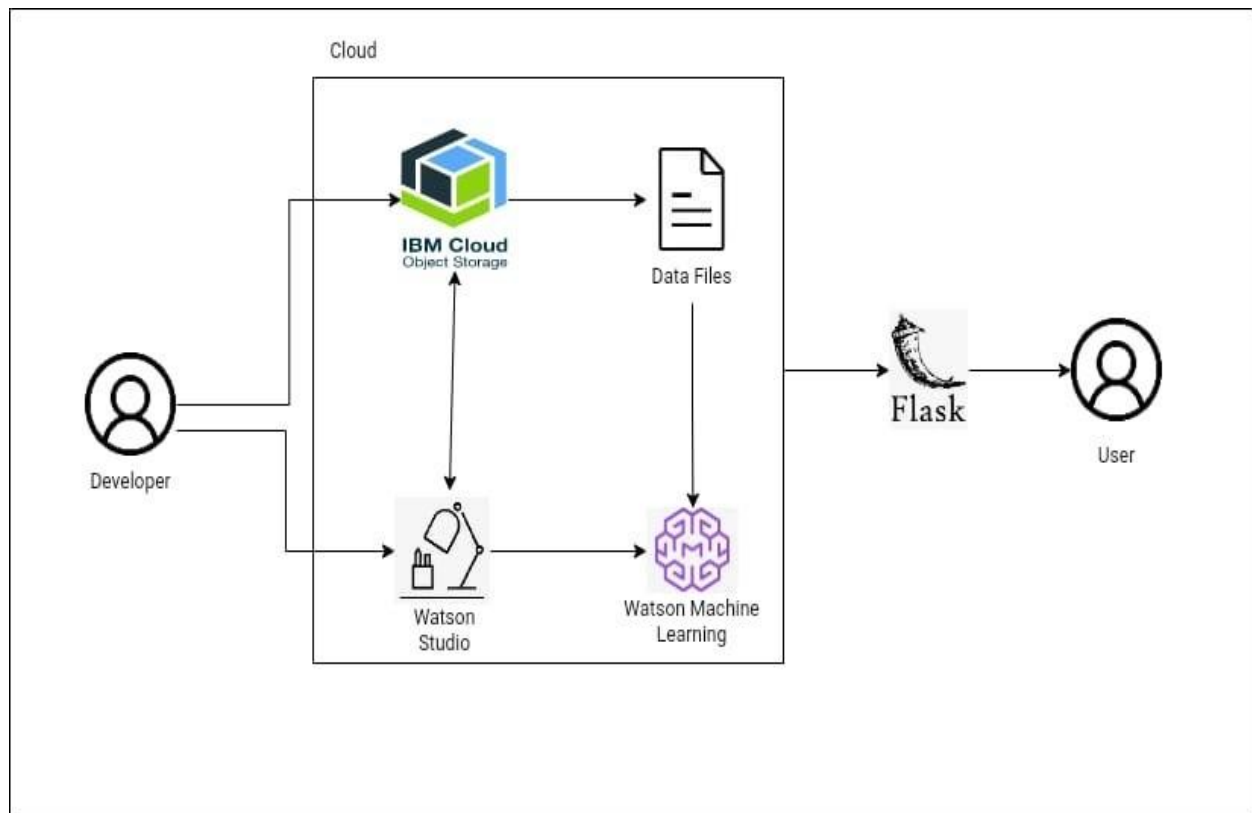 Cloud
IBM Cloud
Object Storage
Data Files
Developer
Flask
User
Watson
Studio
Watson Machine
Learning